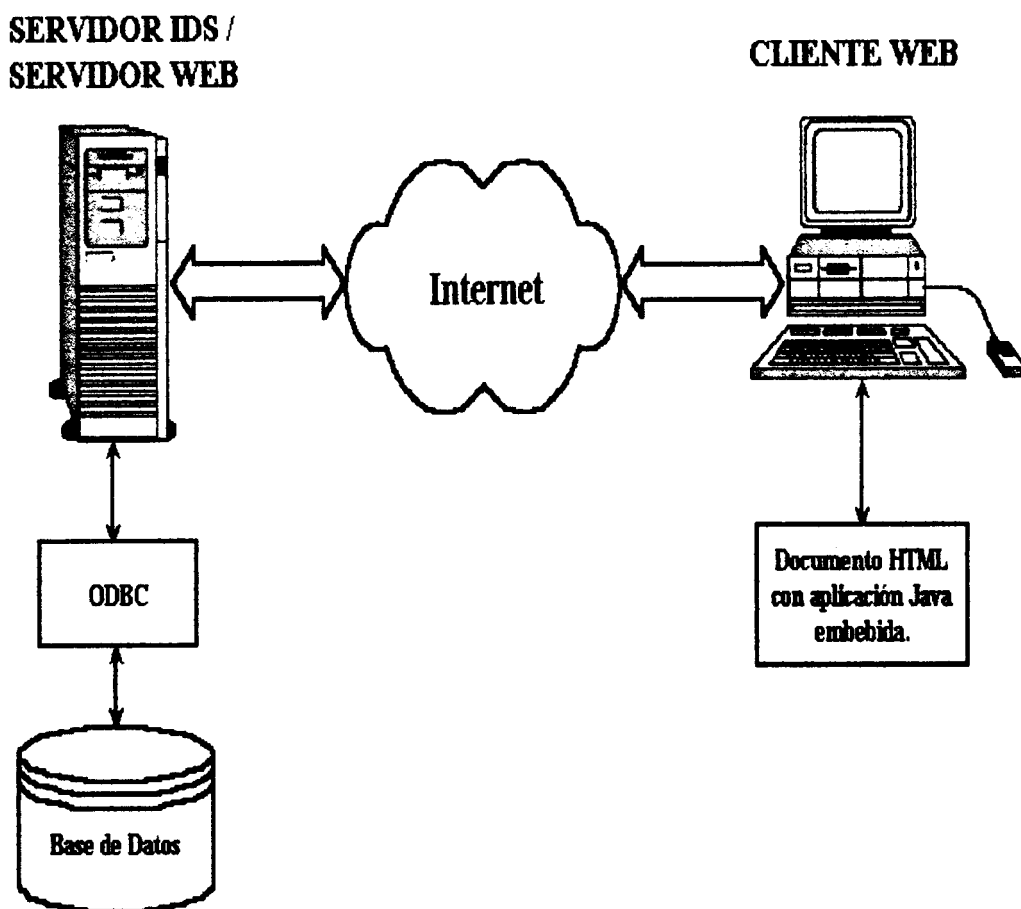 SERVIDOR IDS /
SERVIDOR WEB
CLIENTE WEB
Internet
ODBC
Documento HTML
con aplicación Java
embebida.
Base de Datos